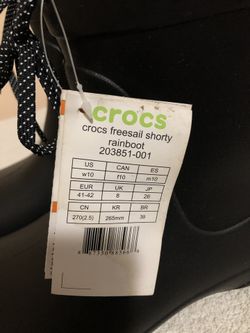 crocs
crocs freesail shorty
rainboot
203851-001
US CAN ES
w10 f10 m10
EUR UK JP
41-42 8 26
CN KR BR
270(2.5) 265mm 39